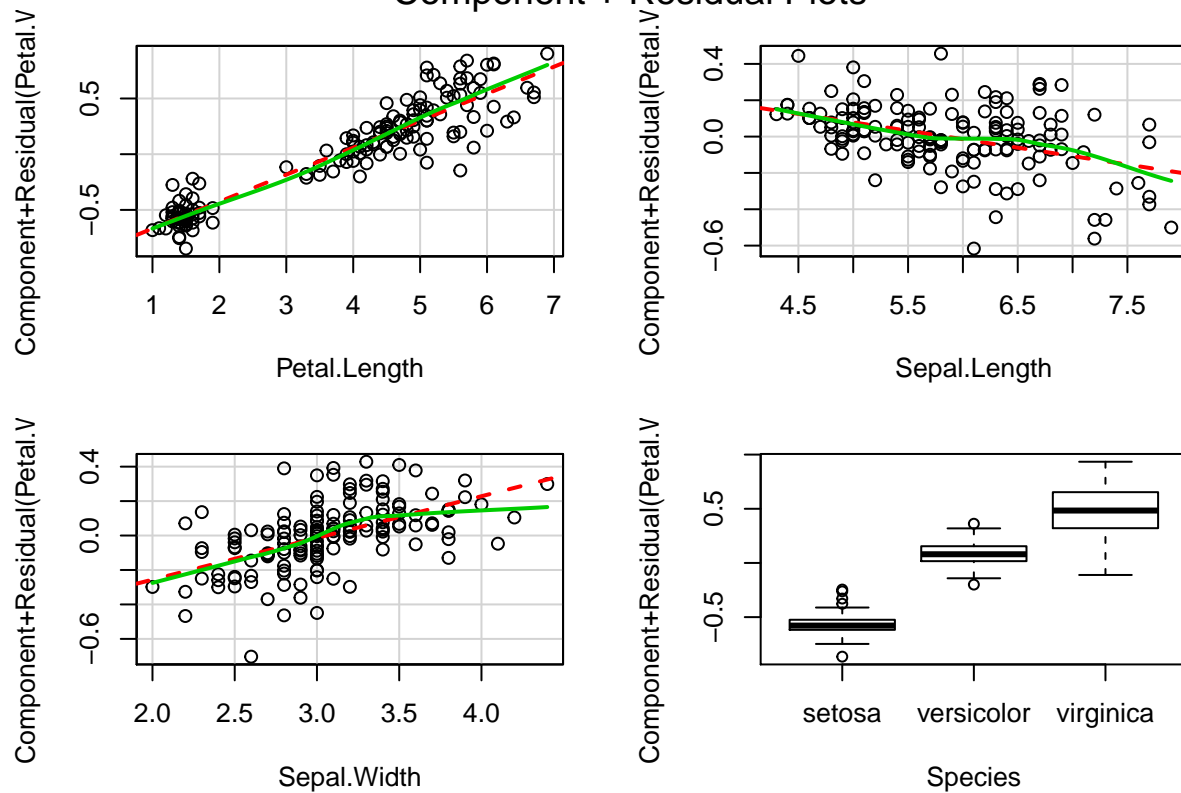 Component + Residual Plots
Component+Residual(Petal.W
0.5
−0.5
1 2 3 4 5 6 7
Petal.Length
Component+Residual(Petal.W
0.4
0.0
−0.6
4.5 5.5 6.5 7.5
Sepal.Length
Component+Residual(Petal.W
0.4
0.0
−0.6
2.0 2.5 3.0 3.5 4.0
Sepal.Width
Component+Residual(Petal.W
0.5
−0.5
setosa versicolor virginica
Species